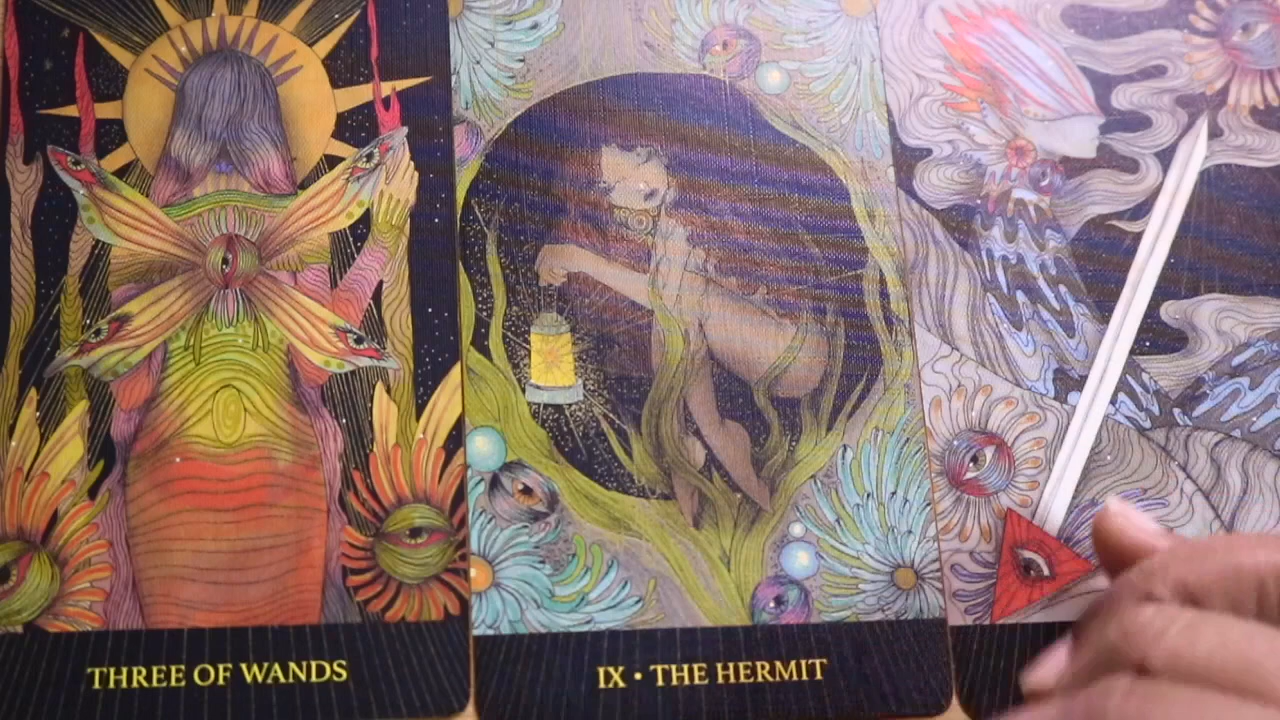 THREE OF WANDS
IX • THE HERMIT